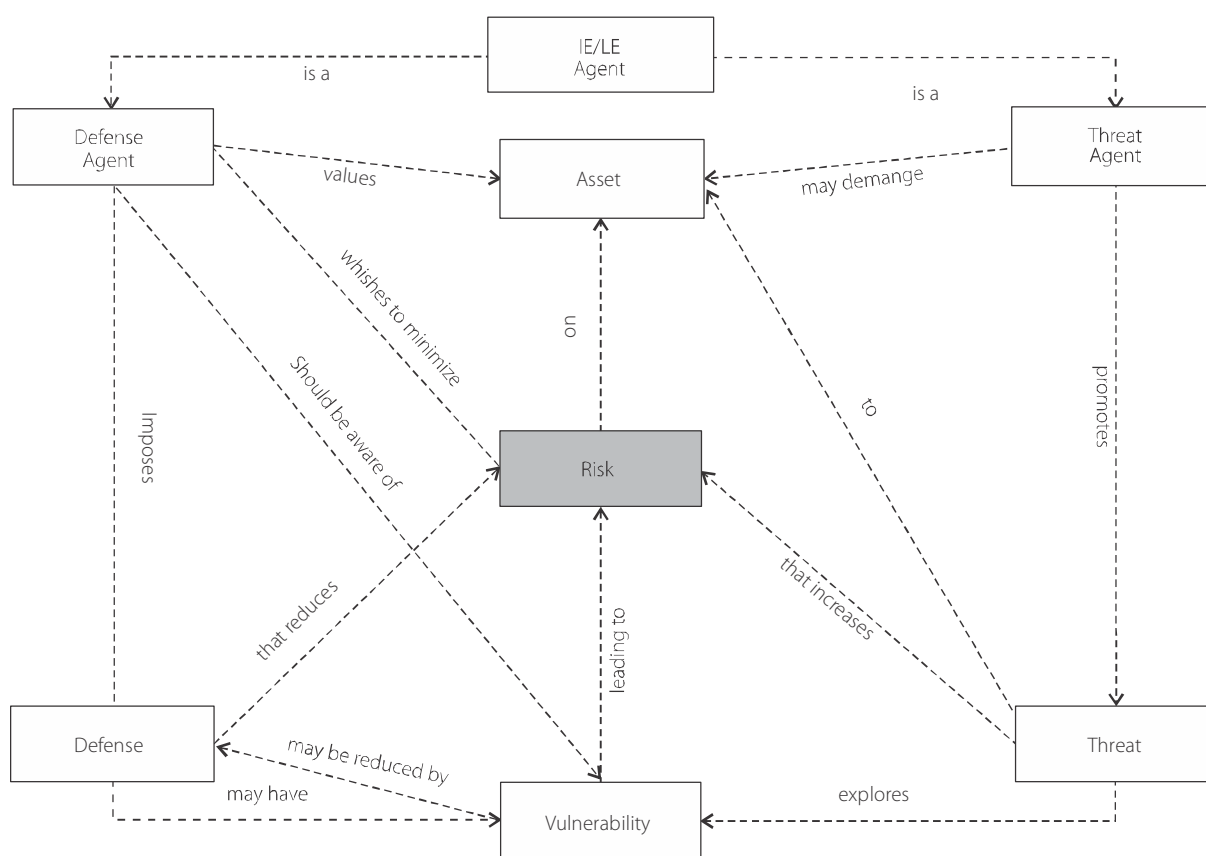 IE/LE
Agent
is a
is a
Defense
Agent
Threat
Agent
values
Asset
may demange
whishes to minimize
on
Should be aware of
to
promotes
Imposes
Risk
that reduces
leading to
that increases
Defense
may be reduced by
Threat
may have
explores
Vulnerability